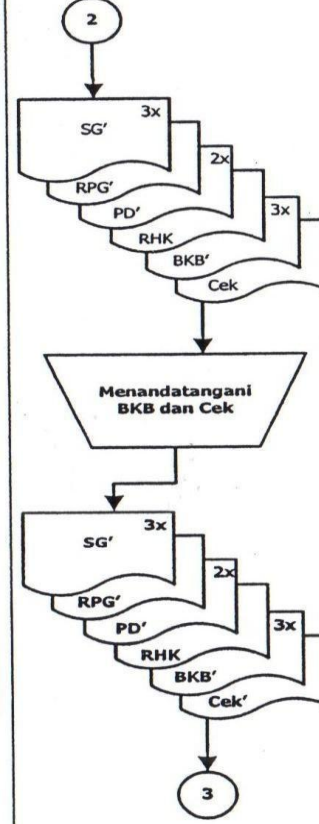 2
3x
SG'
2x
RPG'
PD'
3x
RHK
BKB'
Cek
Menandatangani
BKB dan Cek
3x
SG'
2x
RPG'
PD'
3x
RHK
BKB'
Cek'
3